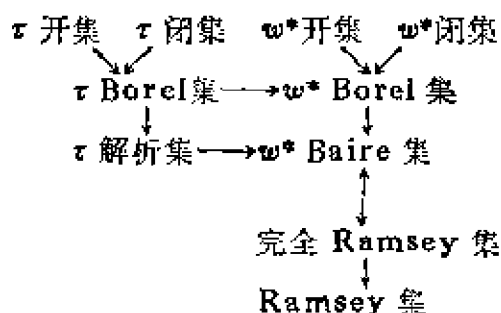 τ 开集 τ 闭集 w*开集 w*闭集
τ Borel 集 → w* Borel 集
τ 解析集 → w* Baire 集
完全 Ramsey 集
Ramsey 集